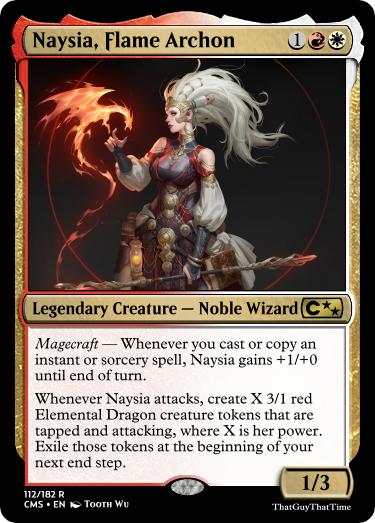 Naysia, Flame Archon 1
Legendary Creature — Noble Wizard C
Magecraft — Whenever you cast or copy an
instant or sorcery spell, Naysia gains +1/+0
until end of turn.
Whenever Naysia attacks, create X 3/1 red
Elemental Dragon creature tokens that are
tapped and attacking, where X is her power.
Exile those tokens at the beginning of your
next end step.
1/3
112/182 R
CMS • EN Tooth Wu
ThatGuyThatTime